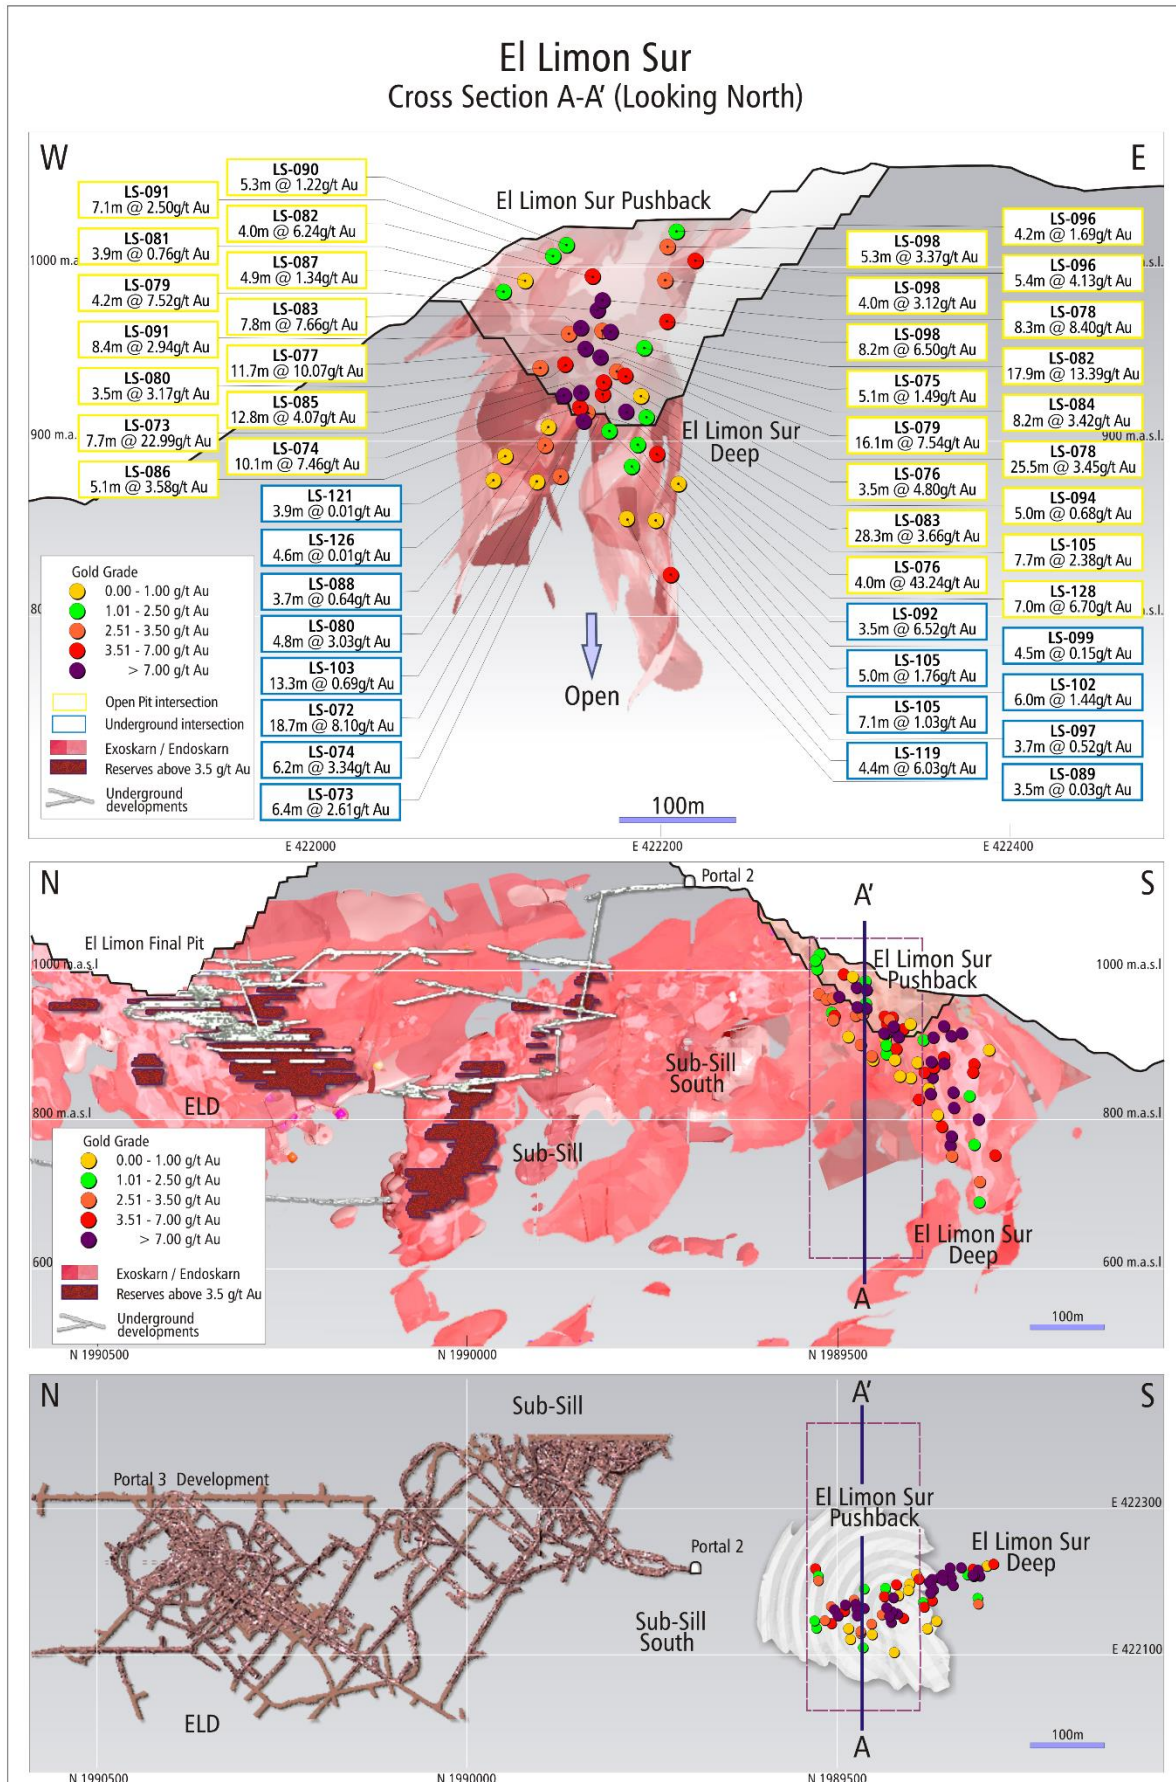 El Limon Sur
Cross Section A-A' (Looking North)
W
E
LS-090
5.3m @ 1.22g/t Au
LS-091
7.1m @ 2.50g/t Au
LS-082
4.0m @ 6.24g/t Au
LS-081
3.9m @ 0.76g/t Au
LS-087
4.9m @ 1.34g/t Au
LS-079
4.2m @ 7.52g/t Au
LS-083
7.8m @ 7.66g/t Au
LS-091
8.4m @ 2.94g/t Au
LS-077
11.7m @ 10.07g/t Au
LS-080
3.5m @ 3.17g/t Au
LS-085
12.8m @ 4.07g/t Au
LS-073
7.7m @ 22.99g/t Au
LS-074
10.1m @ 7.46g/t Au
LS-086
5.1m @ 3.58g/t Au
LS-121
3.9m @ 0.01g/t Au
LS-126
4.6m @ 0.01g/t Au
LS-088
3.7m @ 0.64g/t Au
LS-080
4.8m @ 3.03g/t Au
LS-103
13.3m @ 0.69g/t Au
LS-072
18.7m @ 8.10g/t Au
LS-074
6.2m @ 3.34g/t Au
LS-073
6.4m @ 2.61g/t Au
1000 m.a.
900 m.a.
80
El Limon Sur Pushback
El Limon Sur
Deep
Open
100m
LS-096
4.2m @ 1.69g/t Au
LS-098
5.3m @ 3.37g/t Au
LS-096
5.4m @ 4.13g/t Au
LS-098
4.0m @ 3.12g/t Au
LS-078
8.3m @ 8.40g/t Au
LS-098
8.2m @ 6.50g/t Au
LS-082
17.9m @ 13.39g/t Au
LS-075
5.1m @ 1.49g/t Au
LS-084
8.2m @ 3.42g/t Au
LS-079
16.1m @ 7.54g/t Au
LS-078
25.5m @ 3.45g/t Au
LS-076
3.5m @ 4.80g/t Au
LS-094
5.0m @ 0.68g/t Au
LS-083
28.3m @ 3.66g/t Au
LS-105
7.7m @ 2.38g/t Au
LS-076
4.0m @ 43.24g/t Au
LS-128
7.0m @ 6.70g/t Au
LS-092
3.5m @ 6.52g/t Au
LS-099
4.5m @ 0.15g/t Au
LS-105
5.0m @ 1.76g/t Au
LS-102
6.0m @ 1.44g/t Au
LS-105
7.1m @ 1.03g/t Au
LS-097
3.7m @ 0.52g/t Au
LS-119
4.4m @ 6.03g/t Au
LS-089
3.5m @ 0.03g/t Au
.s.l.
900 m.a.s.l.
.s.l.
Gold Grade
0.00 - 1.00 g/t Au
1.01 - 2.50 g/t Au
2.51 - 3.50 g/t Au
3.51 - 7.00 g/t Au
> 7.00 g/t Au
Open Pit intersection
Underground intersection
Exoskarn / Endoskarn
Reserves above 3.5 g/t Au
Underground
developments
E 422000
E 422200
E 422400
N
S
Portal 2
A'
El Limon Final Pit
1000 m.a.s.l
El Limon Sur
Pushback
1000 m.a.s.l
Sub-Sill
South
ELD
800 m.a.s.l
800 m.a.s.l
Sub-Sill
El Limon Sur
Deep
600
600 m.a.s.l
A
100m
Gold Grade
0.00 - 1.00 g/t Au
1.01 - 2.50 g/t Au
2.51 - 3.50 g/t Au
3.51 - 7.00 g/t Au
> 7.00 g/t Au
Exoskarn / Endoskarn
Reserves above 3.5 g/t Au
Underground
developments
N 1990500
N 1990000
N 1989500
N
S
A'
Sub-Sill
Portal 3 Development
El Limon Sur
Pushback
E 422300
El Limon Sur
Deep
Portal 2
Sub-Sill
South
E 422100
ELD
A
100m
N 1990500
N 1990000
N 1989500